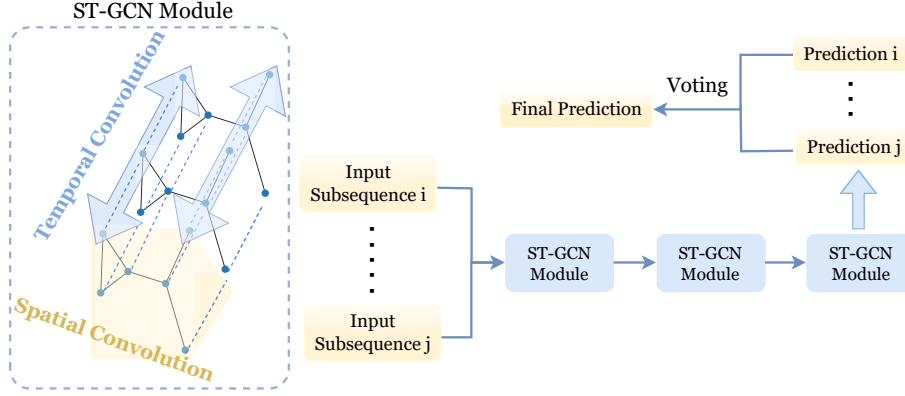 ST-GCN Module
Temporal Convolution
Spatial Convolution
Input
Subsequence i
Input
Subsequence j
ST-GCN
Module
ST-GCN
Module
ST-GCN
Module
Prediction i
Prediction j
Voting
Final Prediction